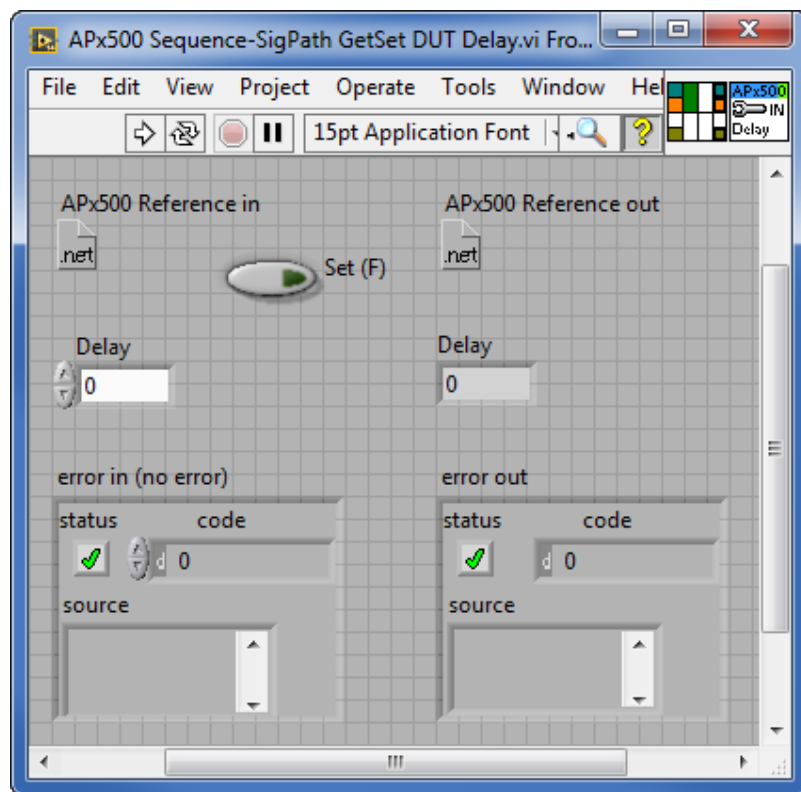 APx500 Sequence-SigPath GetSet DUT Delay.vi Fro...
File Edit View Project Operate Tools Window Hel
APx500
IN
Delay
15pt Application Font
APx500 Reference in
APx500 Reference out
.net
.net
Set (F)
Delay
Delay
0
0
error in (no error)
error out
status code
status code
d 0
d 0
source
source